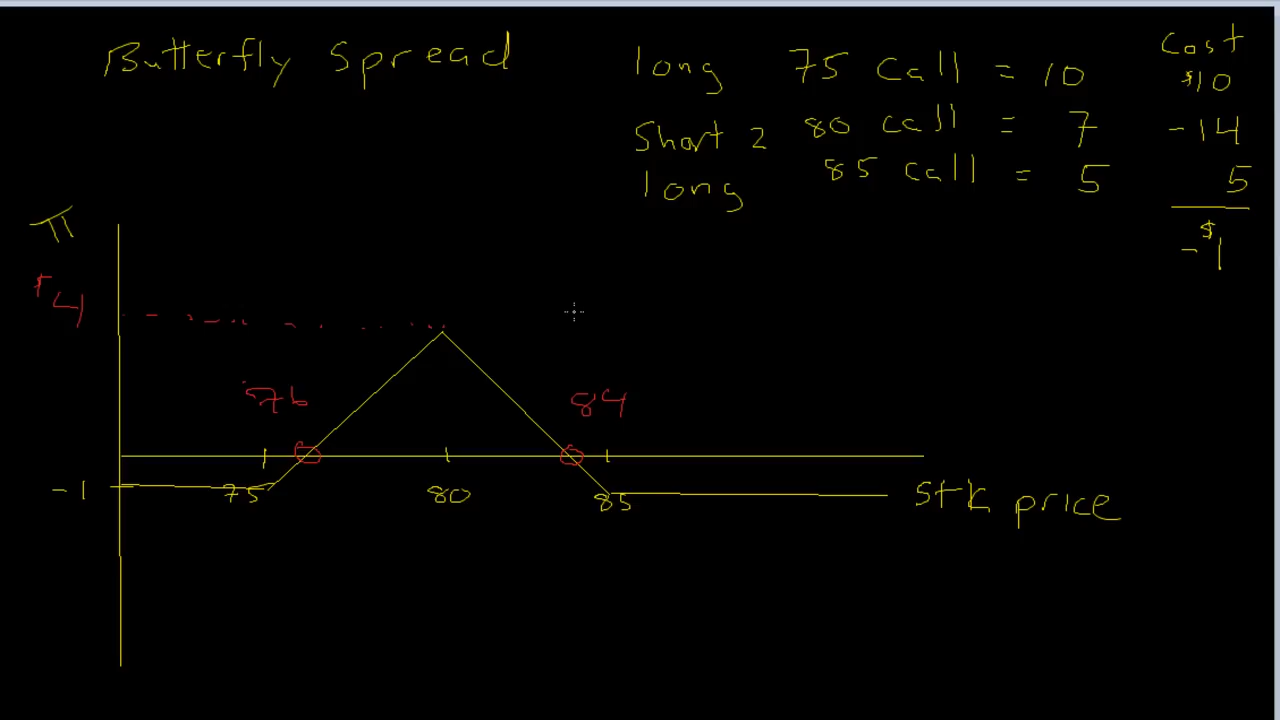 Butterfly Spread
Cost
long 75 call = 10 $10
Short 2 80 call = 7 -14
long 85 call = 5 5
-$1
π
$4
76 84
-1 75 80 85 Stk price